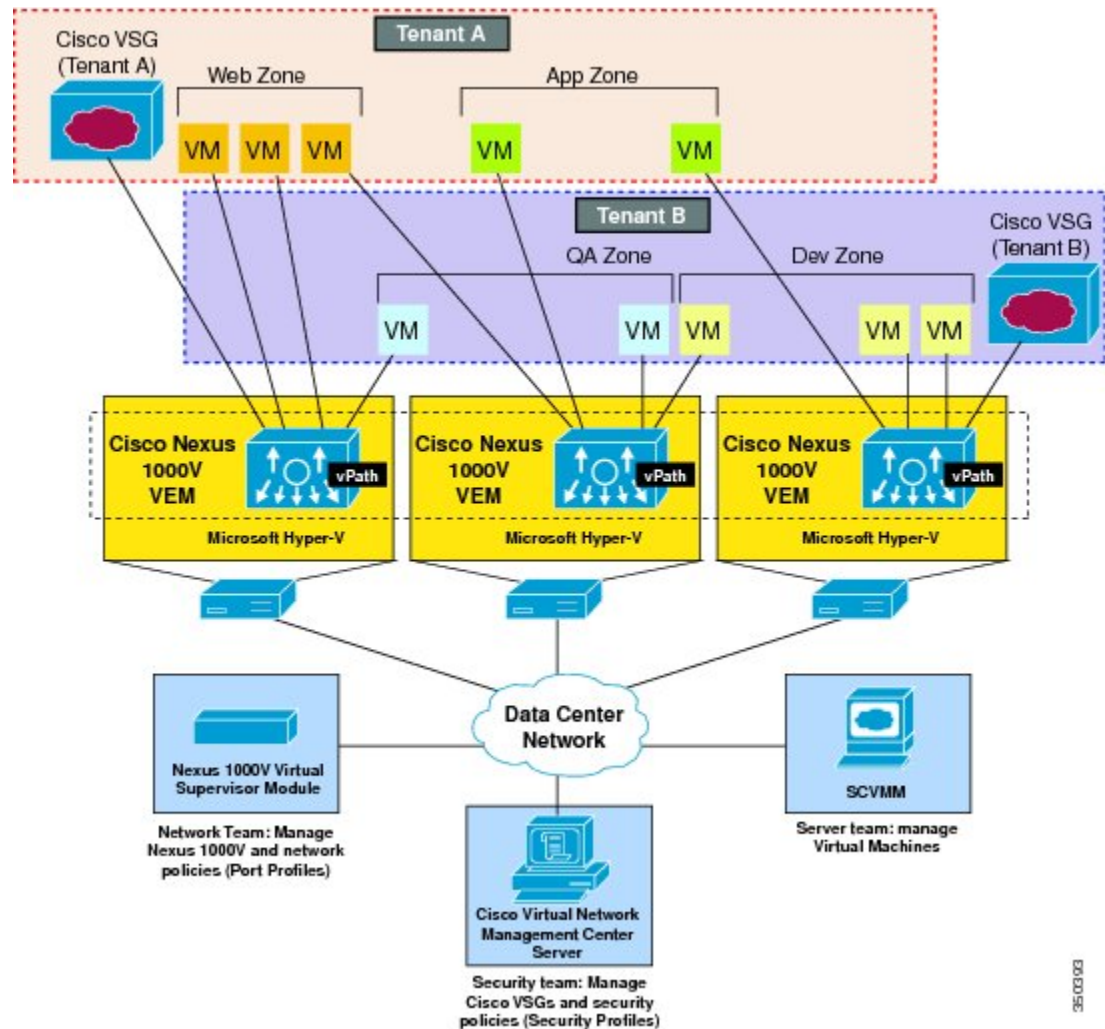 Tenant A
Cisco VSG
(Tenant A)
Web Zone
App Zone
VM
VM
VM
VM
VM
Tenant B
Cisco VSG
(Tenant B)
QA Zone
Dev Zone
VM
VM
VM
VM
VM
Cisco Nexus
1000V
VEM
vPath
Microsoft Hyper-V
Cisco Nexus
1000V
VEM
vPath
Microsoft Hyper-V
Cisco Nexus
1000V
VEM
vPath
Microsoft Hyper-V
Data Center
Network
Nexus 1000V Virtual
Supervisor Module
Network Team: Manage
Nexus 1000V and network
policies (Port Profiles)
SCVMM
Server team: manage
Virtual Machines
Cisco Virtual Network
Management Center
Server
Security team: Manage
Cisco VSGs and security
policies (Security Profiles)
350393